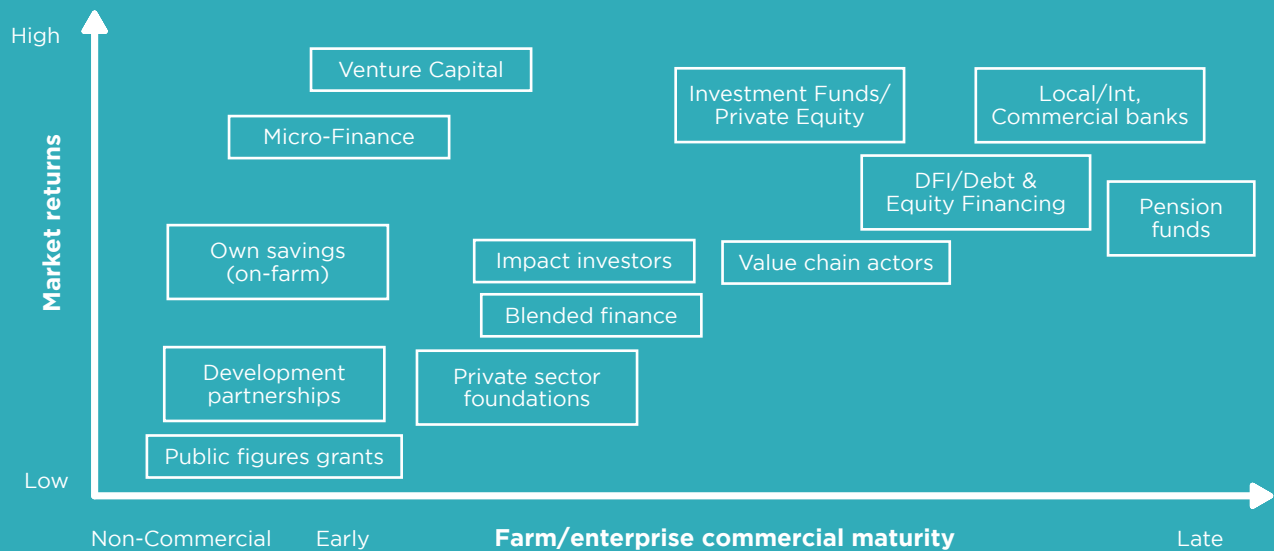 High
Venture Capital
Investment Funds/
Private Equity
Local/Int,
Commercial banks
Micro-Finance
Market returns
DFI/Debt &
Equity Financing
Pension
funds
Own savings
(on-farm)
Impact investors
Value chain actors
Blended finance
Development
partnerships
Private sector
foundations
Public figures grants
Low
Non-Commercial
Early
Farm/enterprise commercial maturity
Late